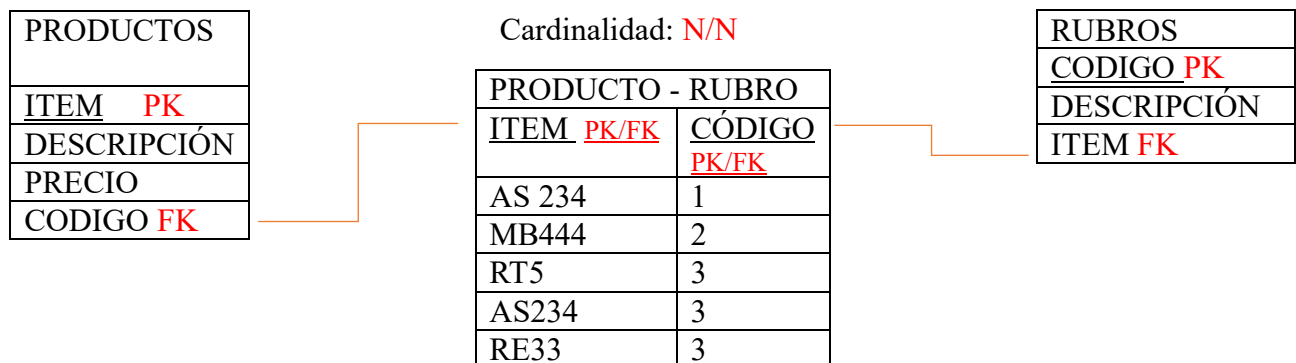 PRODUCTOS
ITEM PK
DESCRIPCIÓN
PRECIO
CODIGO FK
Cardinalidad: N/N
PRODUCTO - RUBRO
ITEM PK/FK CÓDIGO
PK/FK
AS 234 1
MB444 2
RT5 3
AS234 3
RE33 3
RUBROS
CODIGO PK
DESCRIPCIÓN
ITEM FK